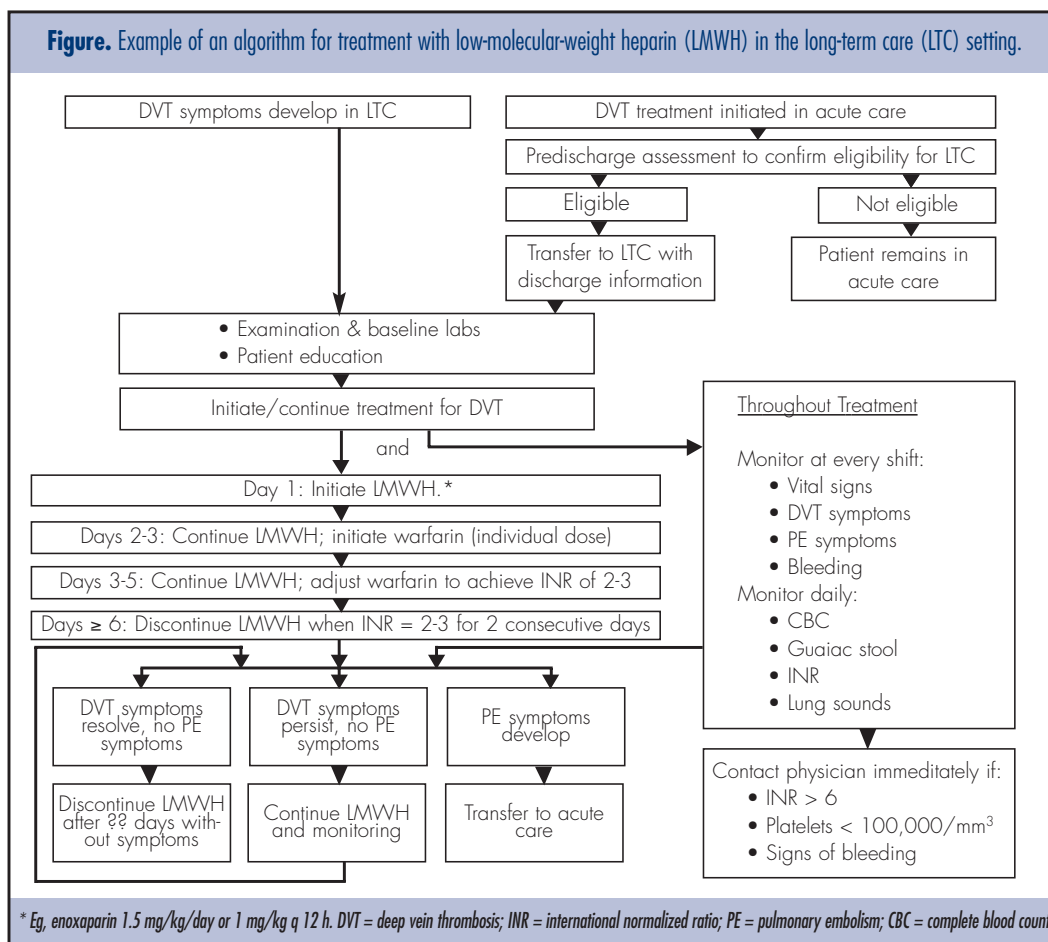 Figure. Example of an algorithm for treatment with low-molecular-weight heparin (LMWH) in the long-term care (LTC) setting.
DVT symptoms develop in LTC
DVT treatment initiated in acute care
Predischarge assessment to confirm eligibility for LTC
Eligible
Not eligible
Transfer to LTC with
discharge information
Patient remains in
acute care
• Examination & baseline labs
• Patient education
Initiate/continue treatment for DVT
and
Day 1: Initiate LMWH.*
Days 2-3: Continue LMWH; initiate warfarin (individual dose)
Days 3-5: Continue LMWH; adjust warfarin to achieve INR of 2-3
Days ≥ 6: Discontinue LMWH when INR = 2-3 for 2 consecutive days
Throughout Treatment
Monitor at every shift:
• Vital signs
• DVT symptoms
• PE symptoms
• Bleeding
Monitor daily:
• CBC
• Guaiac stool
• INR
• Lung sounds
DVT symptoms
resolve, no PE
symptoms
DVT symptoms
persist, no PE
symptoms
PE symptoms
develop
Discontinue LMWH
after ?? days with-
out symptoms
Continue LMWH
and monitoring
Transfer to acute
care
Contact physician immeditately if:
• INR > 6
• Platelets < 100,000/mm³
• Signs of bleeding
* Eg, enoxaparin 1.5 mg/kg/day or 1 mg/kg q 12 h. DVT = deep vein thrombosis; INR = international normalized ratio; PE = pulmonary embolism; CBC = complete blood count